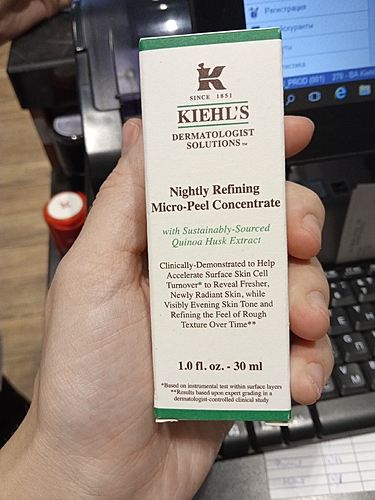 Регистрация
PROD (001)
K
SINCE 1851
KIEHL'S
DERMATOLOGIST
SOLUTIONS™
Nightly Refining
Micro-Peel Concentrate
with Sustainably-Sourced
Quinoa Husk Extract
Clinically-Demonstrated to Help
Accelerate Surface Skin Cell
Turnover* to Reveal Fresher,
Newly Radiant Skin, while
Visibly Evening Skin Tone and
Refining the Feel of Rough
Texture Over Time**
1.0 fl. oz. - 30 ml
*Based on instrumental test within surface layers
**Results based upon expert grading in a
dermatologist-controlled clinical study